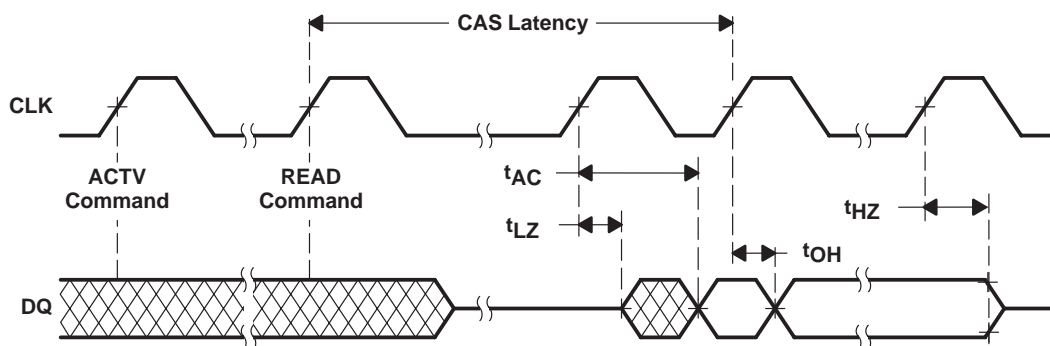 CAS Latency
CLK
ACTV
Command
READ
Command
tAC
tLZ
tHZ
tOH
DQ